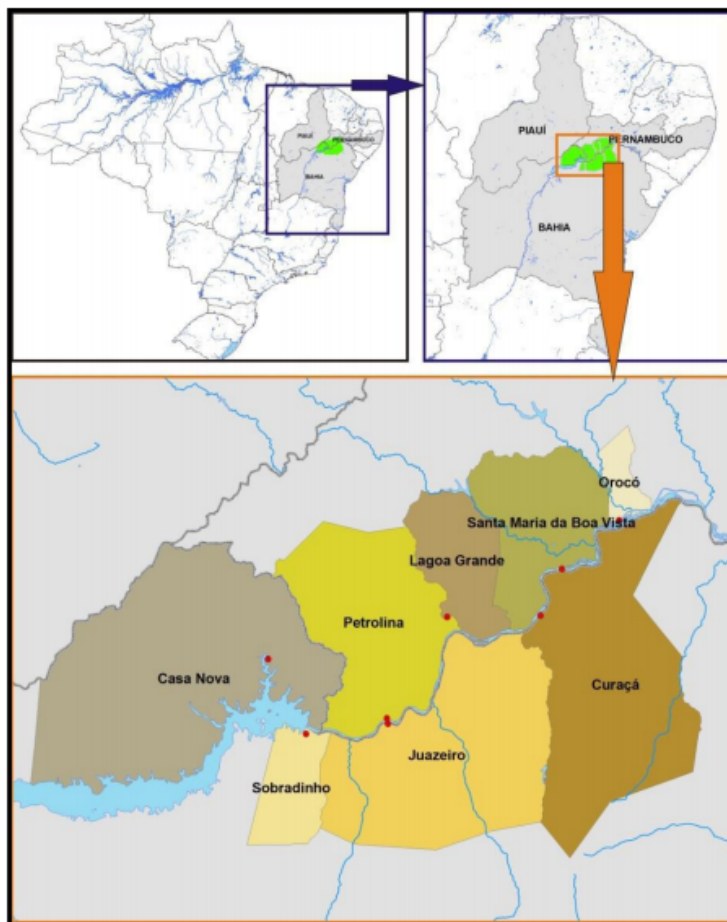 PIAUÍ
PERNAMBUCO
BAHIA
PIAUÍ
PERNAMBUCO
BAHIA
Orocó
Santa Maria da Boa Vista
Lagoa Grande
Petrolina
Casa Nova
Curaçá
Juazeiro
Sobradinho